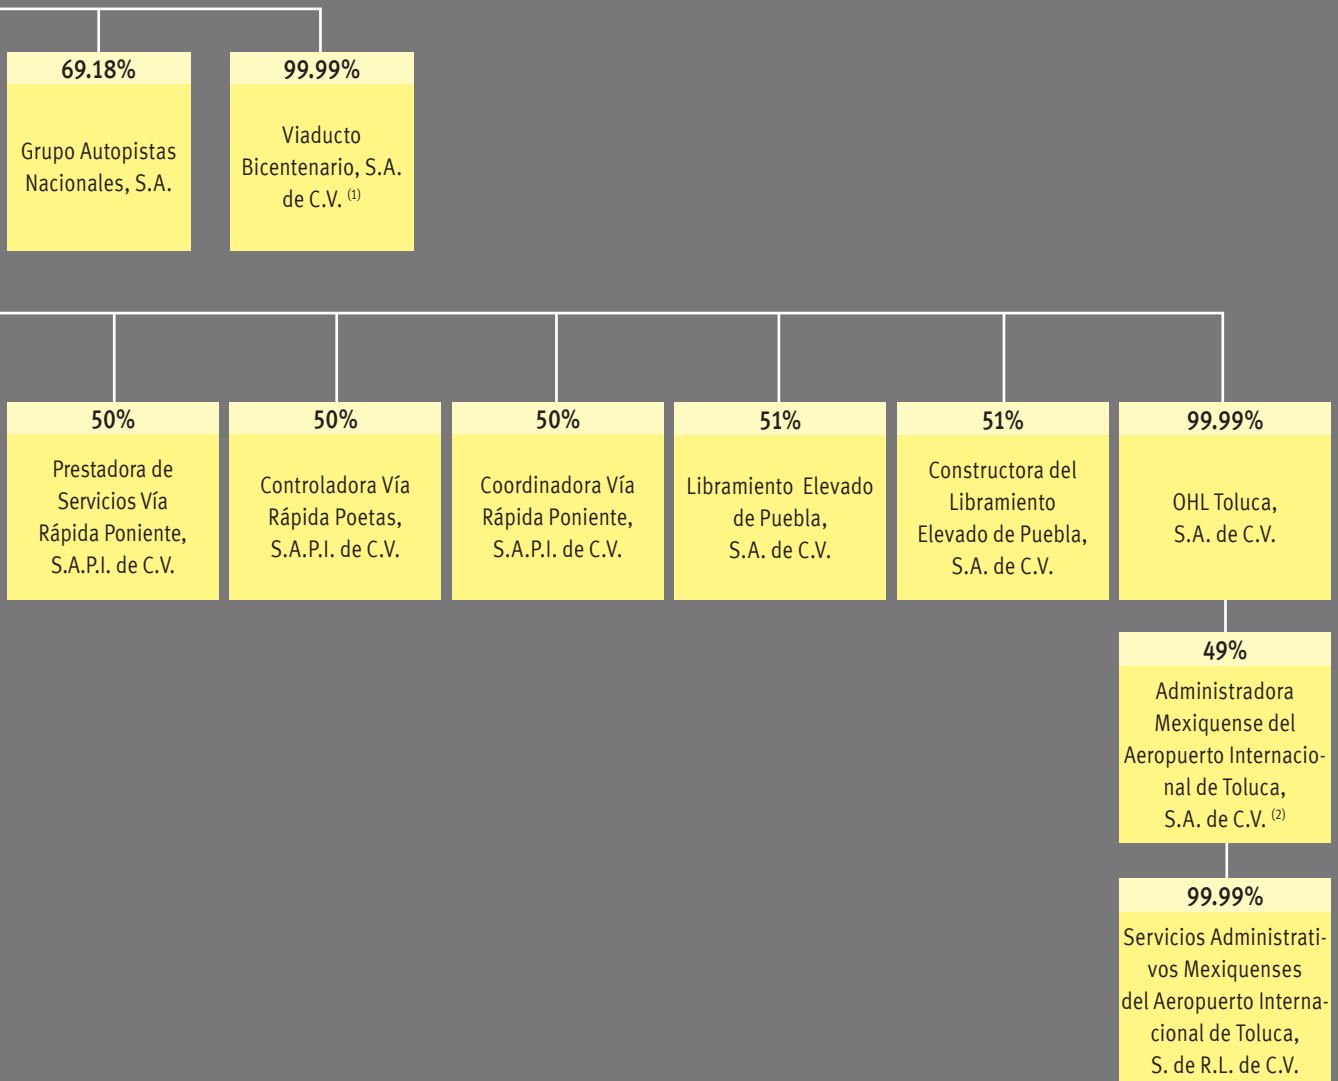 69.18%
Grupo Autopistas
Nacionales, S.A.
99.99%
Viaducto
Bicentenario, S.A.
de C.V. (1)
50%
Prestadora de
Servicios Vía
Rápida Poniente,
S.A.P.I. de C.V.
50%
Controladora Vía
Rápida Poetas,
S.A.P.I. de C.V.
50%
Coordinadora Vía
Rápida Poniente,
S.A.P.I. de C.V.
51%
Libramiento Elevado
de Puebla,
S.A. de C.V.
51%
Constructora del
Libramiento
Elevado de Puebla,
S.A. de C.V.
99.99%
OHL Toluca,
S.A. de C.V.
49%
Administradora
Mexiquense del
Aeropuerto Internacio-
nal de Toluca,
S.A. de C.V. (2)
99.99%
Servicios Administrati-
vos Mexiquenses
del Aeropuerto Interna-
cional de Toluca,
S. de R.L. de C.V.